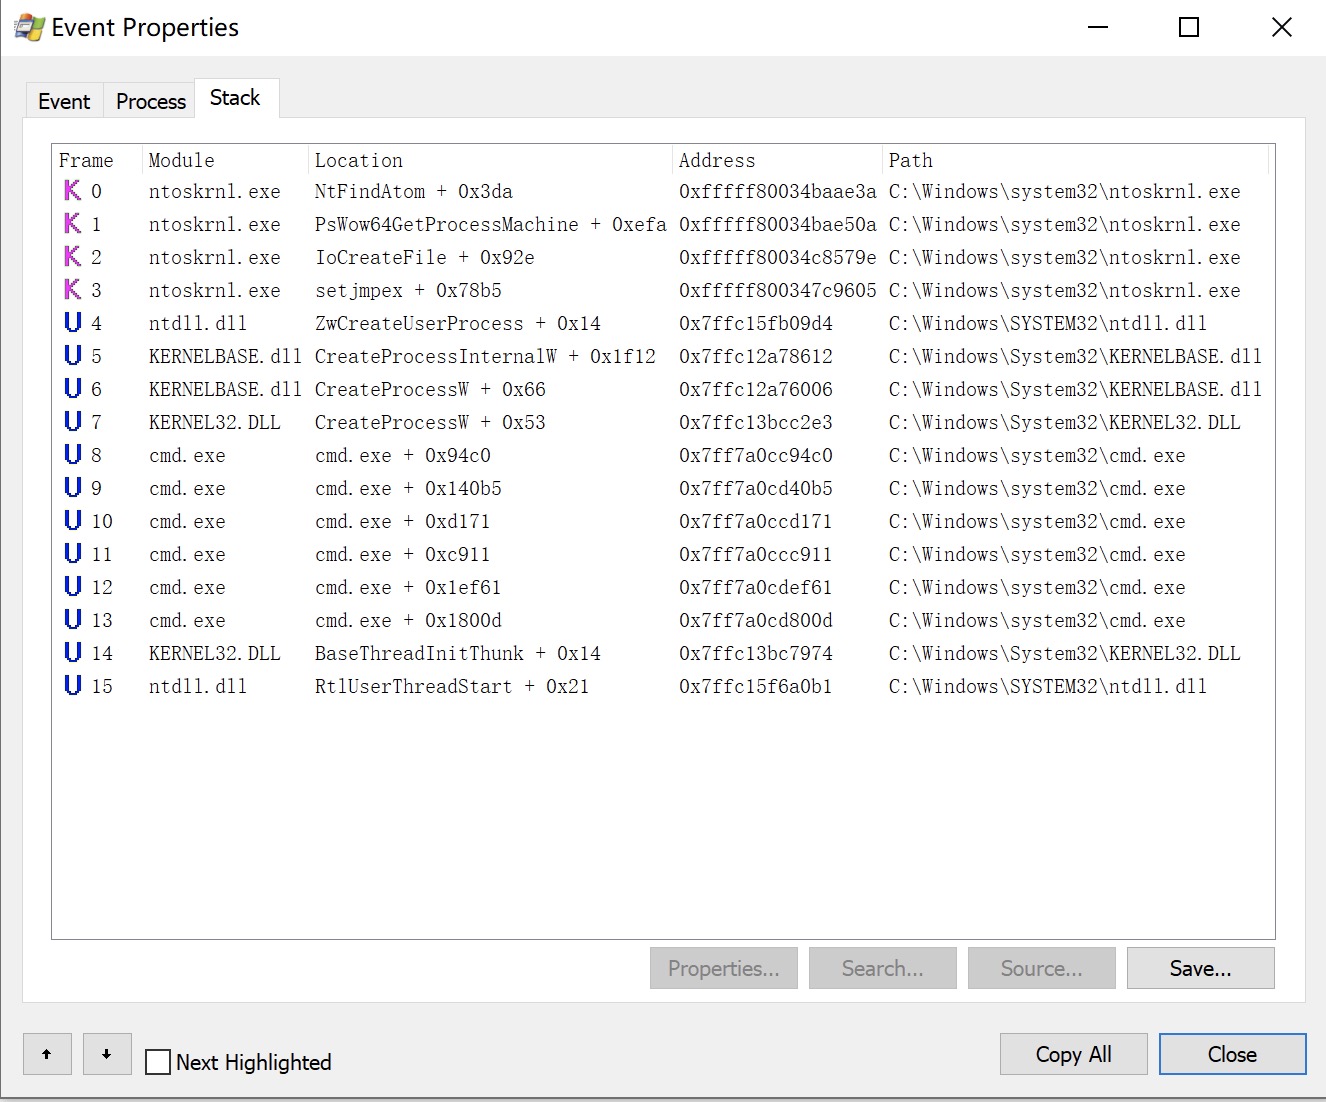 Event Properties
Event Process Stack
Frame Module Location Address Path
K 0 ntoskrnl.exe NtFindAtom + 0x3da 0xfffff80034baae3a C:\Windows\system32\ntoskrnl.exe
K 1 ntoskrnl.exe PsWow64GetProcessMachine + 0xefa 0xfffff80034bae50a C:\Windows\system32\ntoskrnl.exe
K 2 ntoskrnl.exe IoCreateFile + 0x92e 0xfffff80034c8579e C:\Windows\system32\ntoskrnl.exe
K 3 ntoskrnl.exe setjmpex + 0x78b5 0xfffff800347c9605 C:\Windows\system32\ntoskrnl.exe
U 4 ntdll.dll ZwCreateUserProcess + 0x14 0x7ffc15fb09d4 C:\Windows\SYSTEM32\ntdll.dll
U 5 KERNELBASE.dll CreateProcessInternalW + 0x1f12 0x7ffc12a78612 C:\Windows\System32\KERNELBASE.dll
U 6 KERNELBASE.dll CreateProcessW + 0x66 0x7ffc12a76006 C:\Windows\System32\KERNELBASE.dll
U 7 KERNEL32.DLL CreateProcessW + 0x53 0x7ffc13bcc2e3 C:\Windows\System32\KERNEL32.DLL
U 8 cmd.exe cmd.exe + 0x94c0 0x7ff7a0cc94c0 C:\Windows\system32\cmd.exe
U 9 cmd.exe cmd.exe + 0x140b5 0x7ff7a0cd40b5 C:\Windows\system32\cmd.exe
U 10 cmd.exe cmd.exe + 0xd171 0x7ff7a0ccd171 C:\Windows\system32\cmd.exe
U 11 cmd.exe cmd.exe + 0xc911 0x7ff7a0ccc911 C:\Windows\system32\cmd.exe
U 12 cmd.exe cmd.exe + 0x1ef61 0x7ff7a0cdef61 C:\Windows\system32\cmd.exe
U 13 cmd.exe cmd.exe + 0x1800d 0x7ff7a0cd800d C:\Windows\system32\cmd.exe
U 14 KERNEL32.DLL BaseThreadInitThunk + 0x14 0x7ffc13bc7974 C:\Windows\System32\KERNEL32.DLL
U 15 ntdll.dll RtlUserThreadStart + 0x21 0x7ffc15f6a0b1 C:\Windows\SYSTEM32\ntdll.dll
Properties... Search... Source... Save...
Next Highlighted Copy All Close